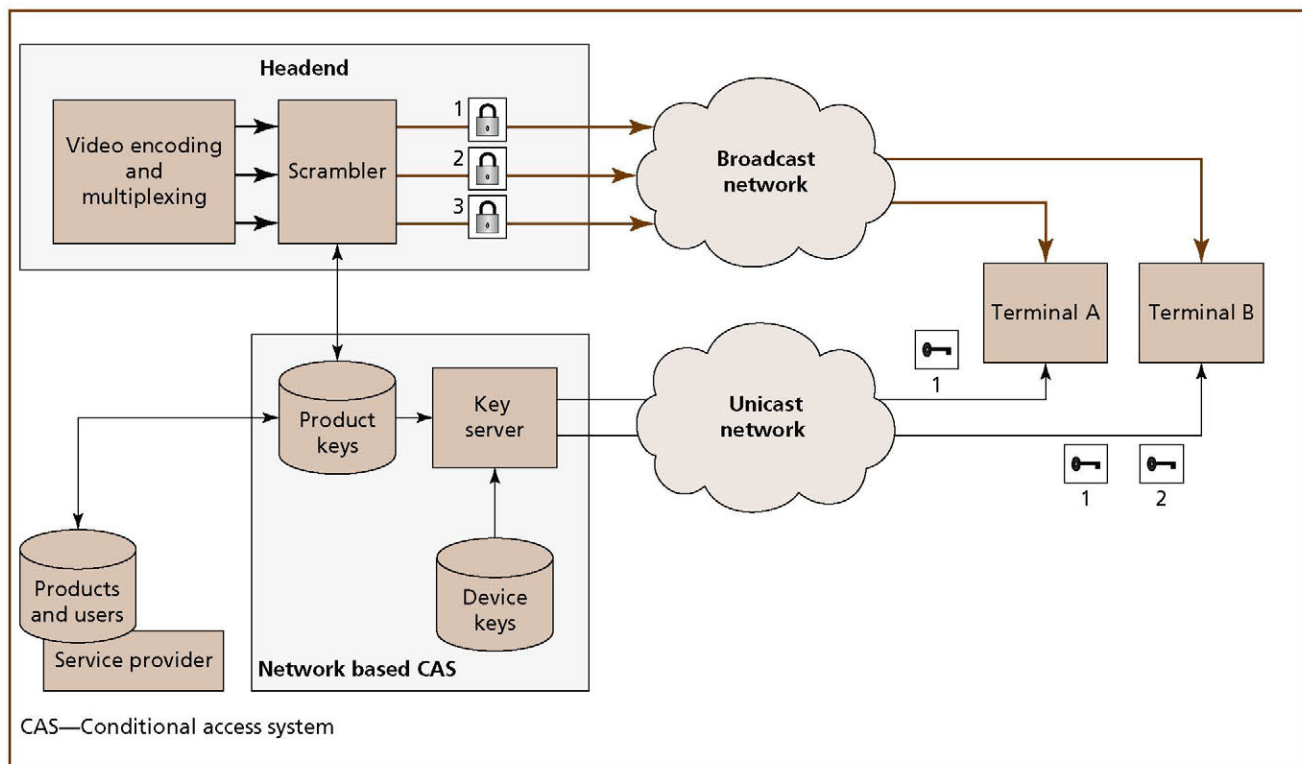 Headend
Video encoding
and
multiplexing
Scrambler
1
2
3
Broadcast
network
Terminal A
Terminal B
1
Product
keys
Key
server
Unicast
network
1
2
Products
and users
Device
keys
Service provider
Network based CAS
CAS—Conditional access system